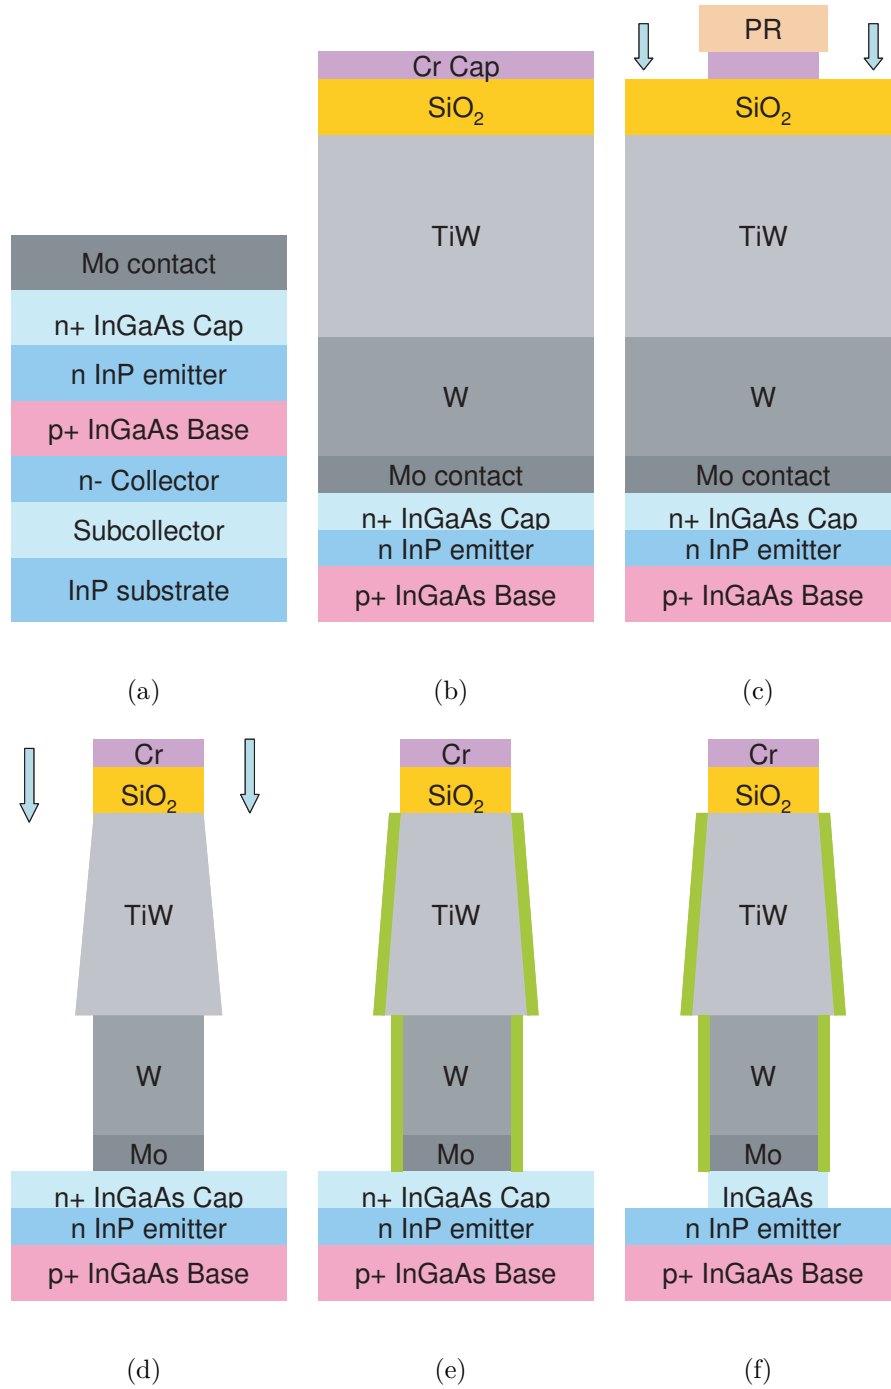 Mo contact
n+ InGaAs Cap
n InP emitter
p+ InGaAs Base
n- Collector
Subcollector
InP substrate
(a)
Cr Cap
SiO2
TiW
W
Mo contact
n+ InGaAs Cap
n InP emitter
p+ InGaAs Base
(b)
PR
SiO2
TiW
W
Mo contact
n+ InGaAs Cap
n InP emitter
p+ InGaAs Base
(c)
Cr
SiO2
TiW
W
Mo
n+ InGaAs Cap
n InP emitter
p+ InGaAs Base
(d)
Cr
SiO2
TiW
W
Mo
n+ InGaAs Cap
n InP emitter
p+ InGaAs Base
(e)
Cr
SiO2
TiW
W
Mo
InGaAs
n InP emitter
p+ InGaAs Base
(f)